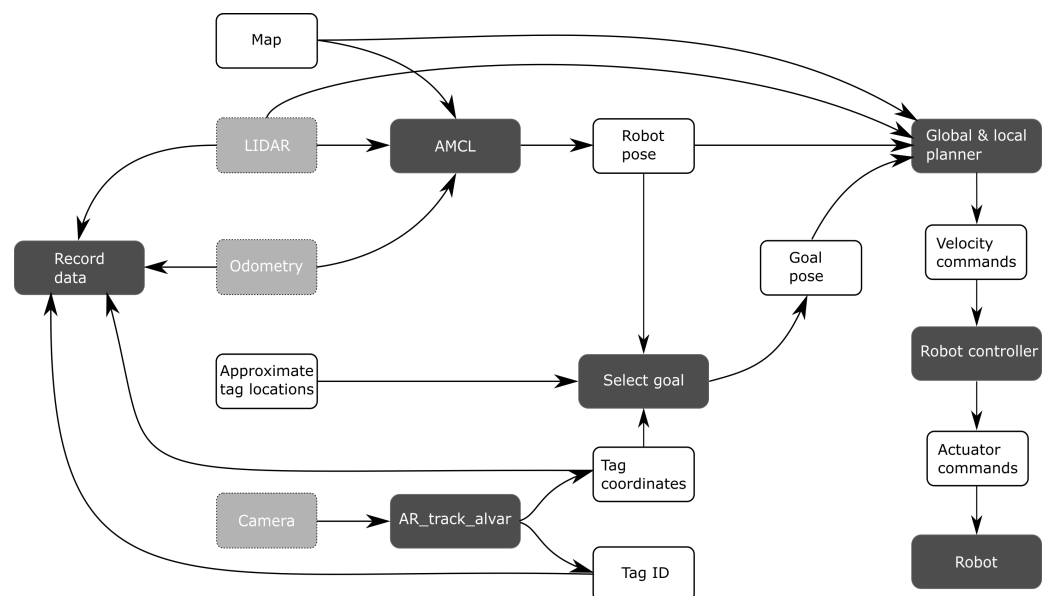 Map
LIDAR
AMCL
Robot
pose
Global & local
planner
Record
data
Odometry
Goal
pose
Velocity
commands
Approximate
tag locations
Select goal
Robot controller
Tag
coordinates
Actuator
commands
Camera
AR_track_alvar
Tag ID
Robot